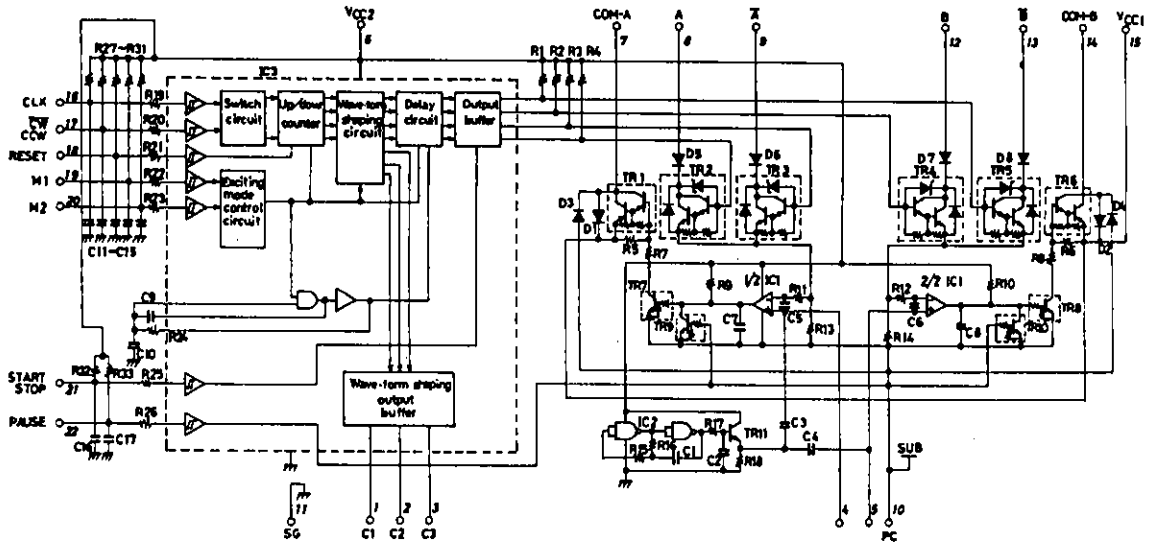 VCC2
6
COM-A
7
A
8
A̅
9
B
12
B̅
13
COM-B
14
VCC1
15
R27~R31
R1
R2
R3
R4
IC3
CLK
16
R19
Switch circuit
Up/down counter
Wave-form shaping circuit
Delay circuit
Output buffer
CW
CCW
17
R20
RESET
18
R21
M1
19
R22
M2
20
R23
Exciting mode control circuit
C11-C15
D5
D6
D7
D8
TR1
TR2
TR3
TR4
TR5
TR6
D3
D1
D2
D4
R5
R7
R6
R8
TR7
TR9
R9
C7
1/2 IC1
R11
C5
R13
R12
2/2 IC1
C6
R14
R10
C8
TR10
TR8
C9
R24
C10
START
STOP
21
R32
R33
R25
PAUSE
22
R26
C16
C17
Wave-form shaping output buffer
IC2
R15
R16
C1
R17
C2
TR11
R18
C3
C4
SUB
11
SG
1
C1
2
C2
3
C3
4
5
10
PC